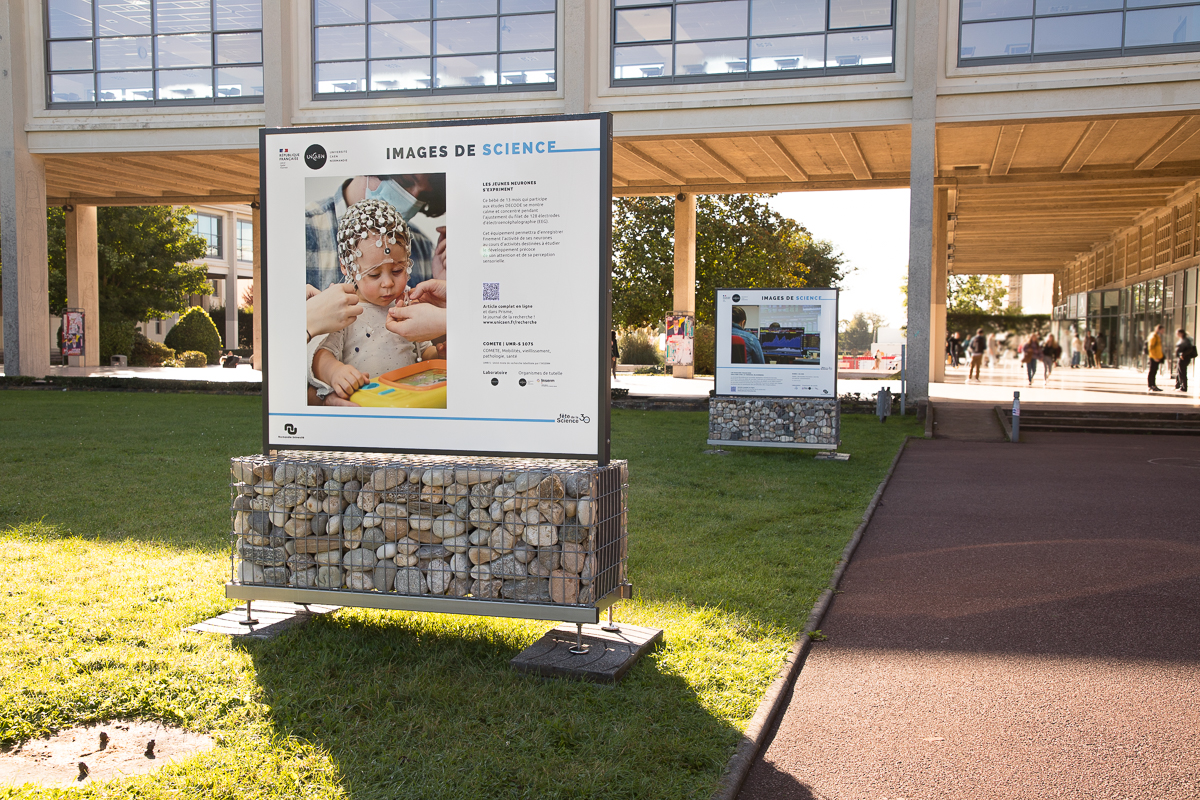 RÉPUBLIQUE
FRANÇAISE
UNICAEN
UNIVERSITÉ
CAEN
NORMANDIE
IMAGES DE SCIENCE
LES JEUNES NEURONES
S'EXPRIMENT
Ce bébé de 13 mois qui participe
aux études DECODE se montre
calme et concentré pendant
l'ajustement du filet de 128 électrodes
d'électroencéphalographie (EEG).
Cet équipement permettra d'enregistrer
finement l'activité de ses neurones
au cours d'activités destinées à étudier
le développement précoce
de son attention et de sa perception
sensorielle.
Article complet en ligne
et dans Prisme,
le journal de la recherche !
www.unicaen.fr/recherche
COMETE | UMR-S 1075
COMETE, Mobilités, vieillissement,
pathologie, santé
Laboratoire Organismes de tutelle
Normandie Université
fête de la
Science 30
IMAGES DE SCIENCE